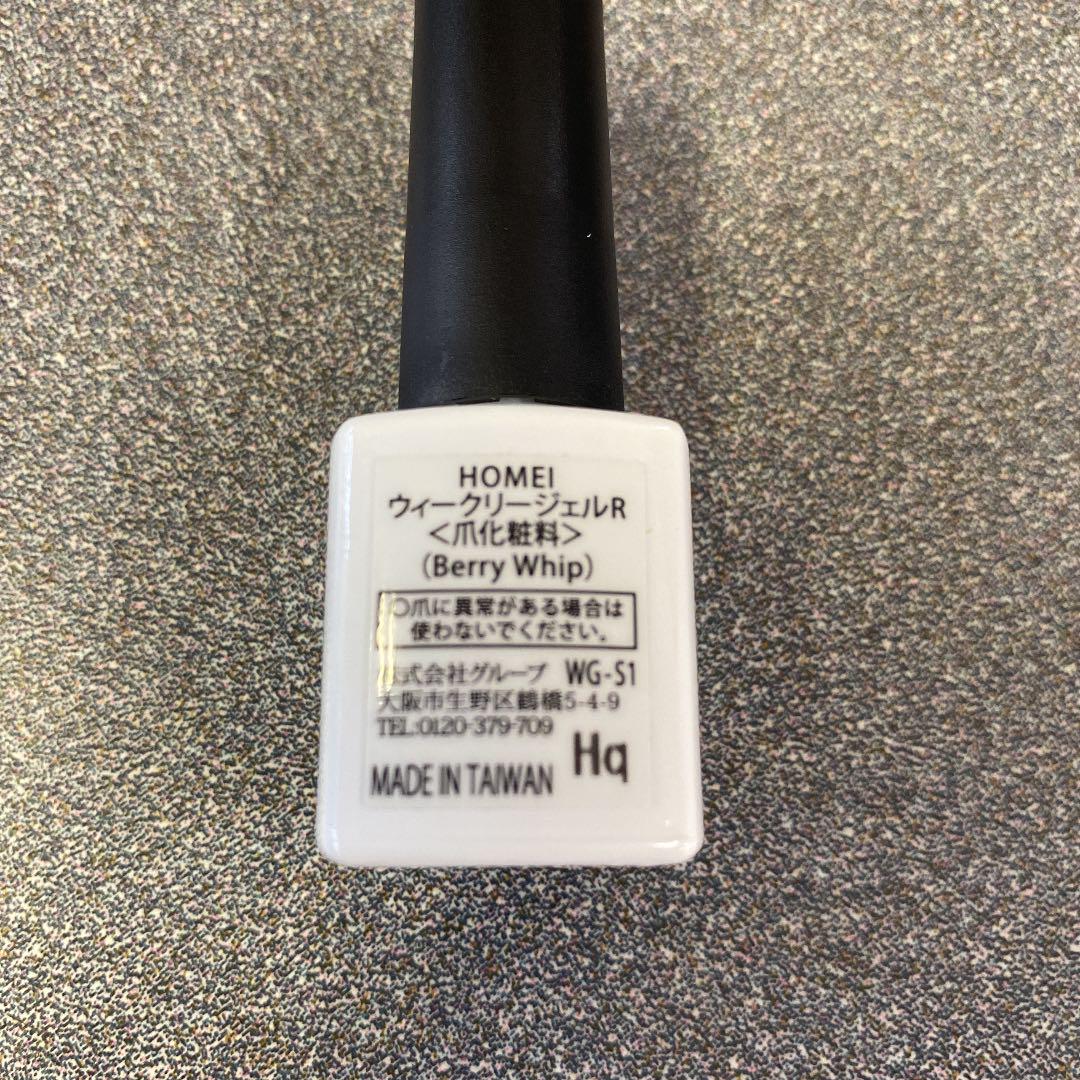 HOMEI
ウィークリージェルR
<爪化粧料>
(Berry Whip)
○爪に異常がある場合は
使わないでください。
株式会社グループ WG-S1
大阪市生野区鶴橋5-4-9
TEL:0120-379-709
Hq
MADE IN TAIWAN